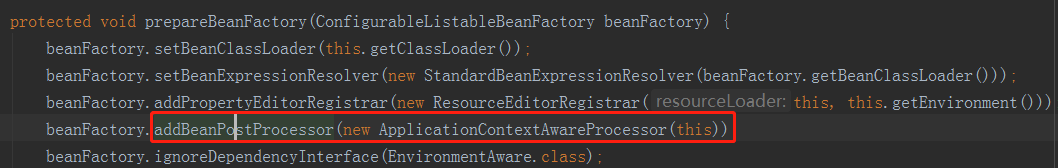 protected void prepareBeanFactory(ConfigurableListableBeanFactory beanFactory) {
beanFactory.setBeanClassLoader(this.getClassLoader());
beanFactory.setBeanExpressionResolver(new StandardBeanExpressionResolver(beanFactory.getBeanClassLoader()));
beanFactory.addPropertyEditorRegistrar(new ResourceEditorRegistrar( resourceLoader: this, this.getEnvironment()))
beanFactory.addBeanPostProcessor(new ApplicationContextAwareProcessor(this))
beanFactory.ignoreDependencyInterface(EnvironmentAware.class);